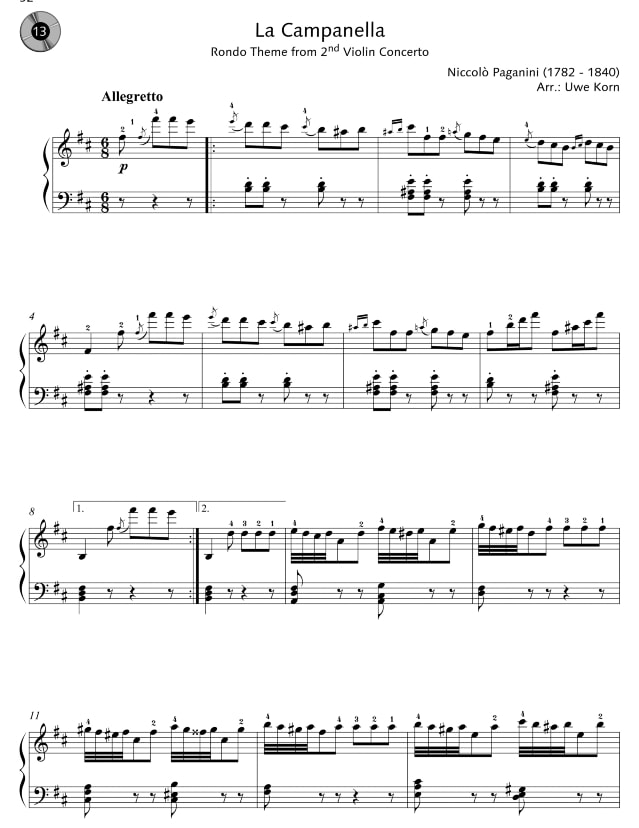 13
La Campanella
Rondo Theme from 2nd Violin Concerto
Niccolò Paganini (1782 - 1840)
Arr.: Uwe Korn
Allegretto
p
4
8
1.
2.
11